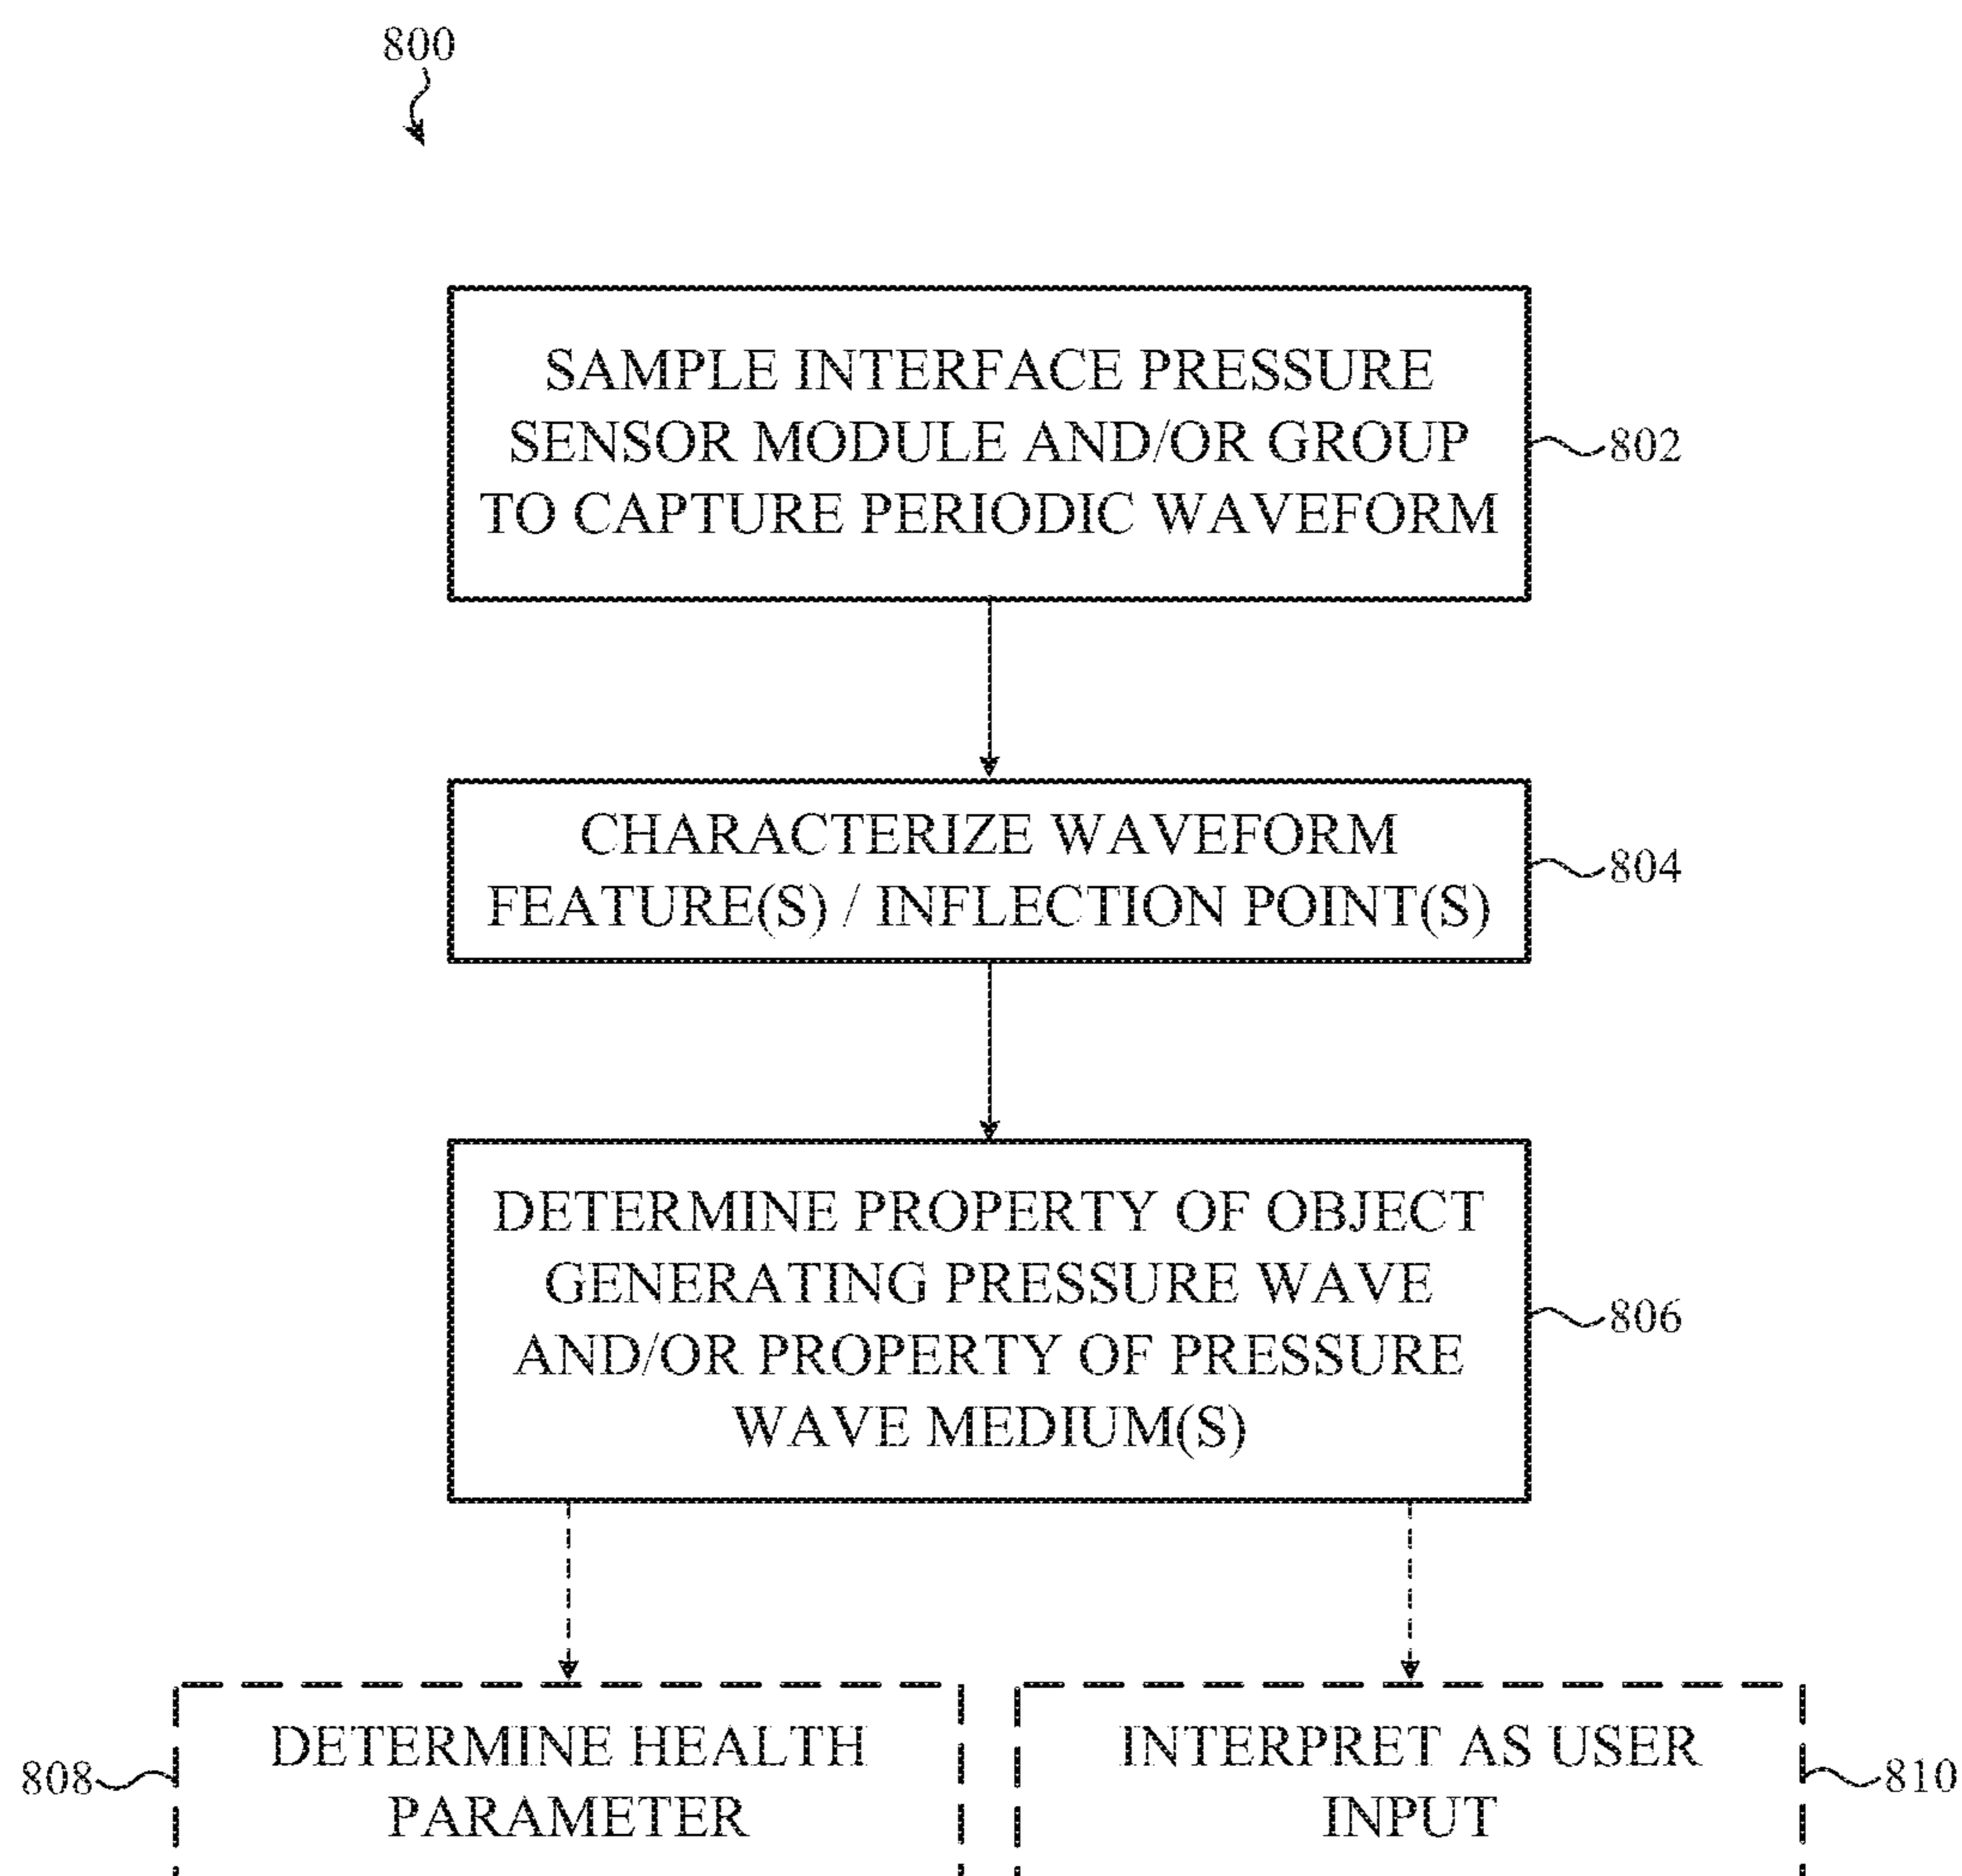 800
SAMPLE INTERFACE PRESSURE
SENSOR MODULE AND/OR GROUP
TO CAPTURE PERIODIC WAVEFORM
802
CHARACTERIZE WAVEFORM
FEATURE(S) / INFLECTION POINT(S)
804
DETERMINE PROPERTY OF OBJECT
GENERATING PRESSURE WAVE
AND/OR PROPERTY OF PRESSURE
WAVE MEDIUM(S)
806
808
DETERMINE HEALTH
PARAMETER
INTERPRET AS USER
INPUT
810